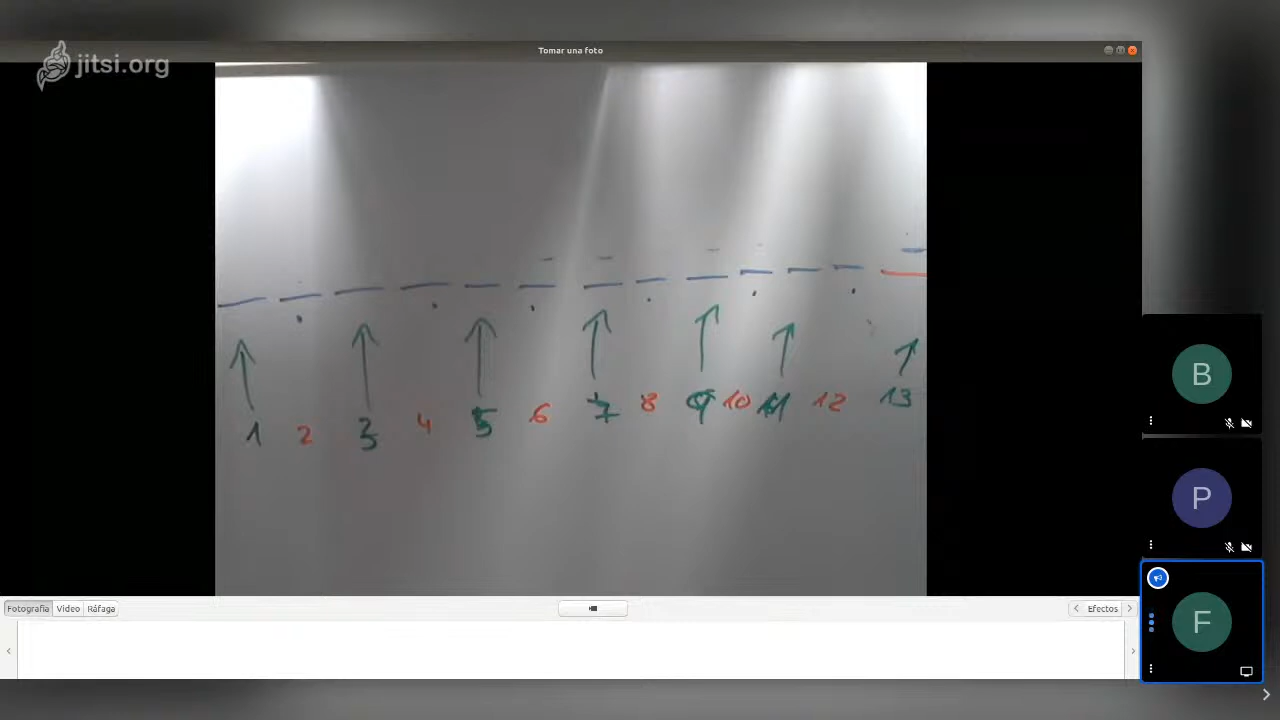 jitsi.org
Tomar una foto
1 2 3 4 5 6 7 8 9 10 11 12 13
B
P
F
Fotografía Vídeo Ráfaga
Efectos